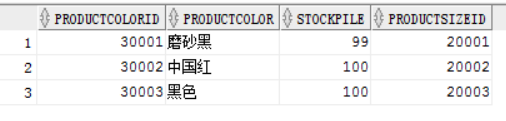 PRODUCTCOLORID PRODUCTCOLOR STOCKPILE PRODUCTSIZEID
1 30001 磨砂黑 99 20001
2 30002 中国红 100 20002
3 30003 黑色 100 20003